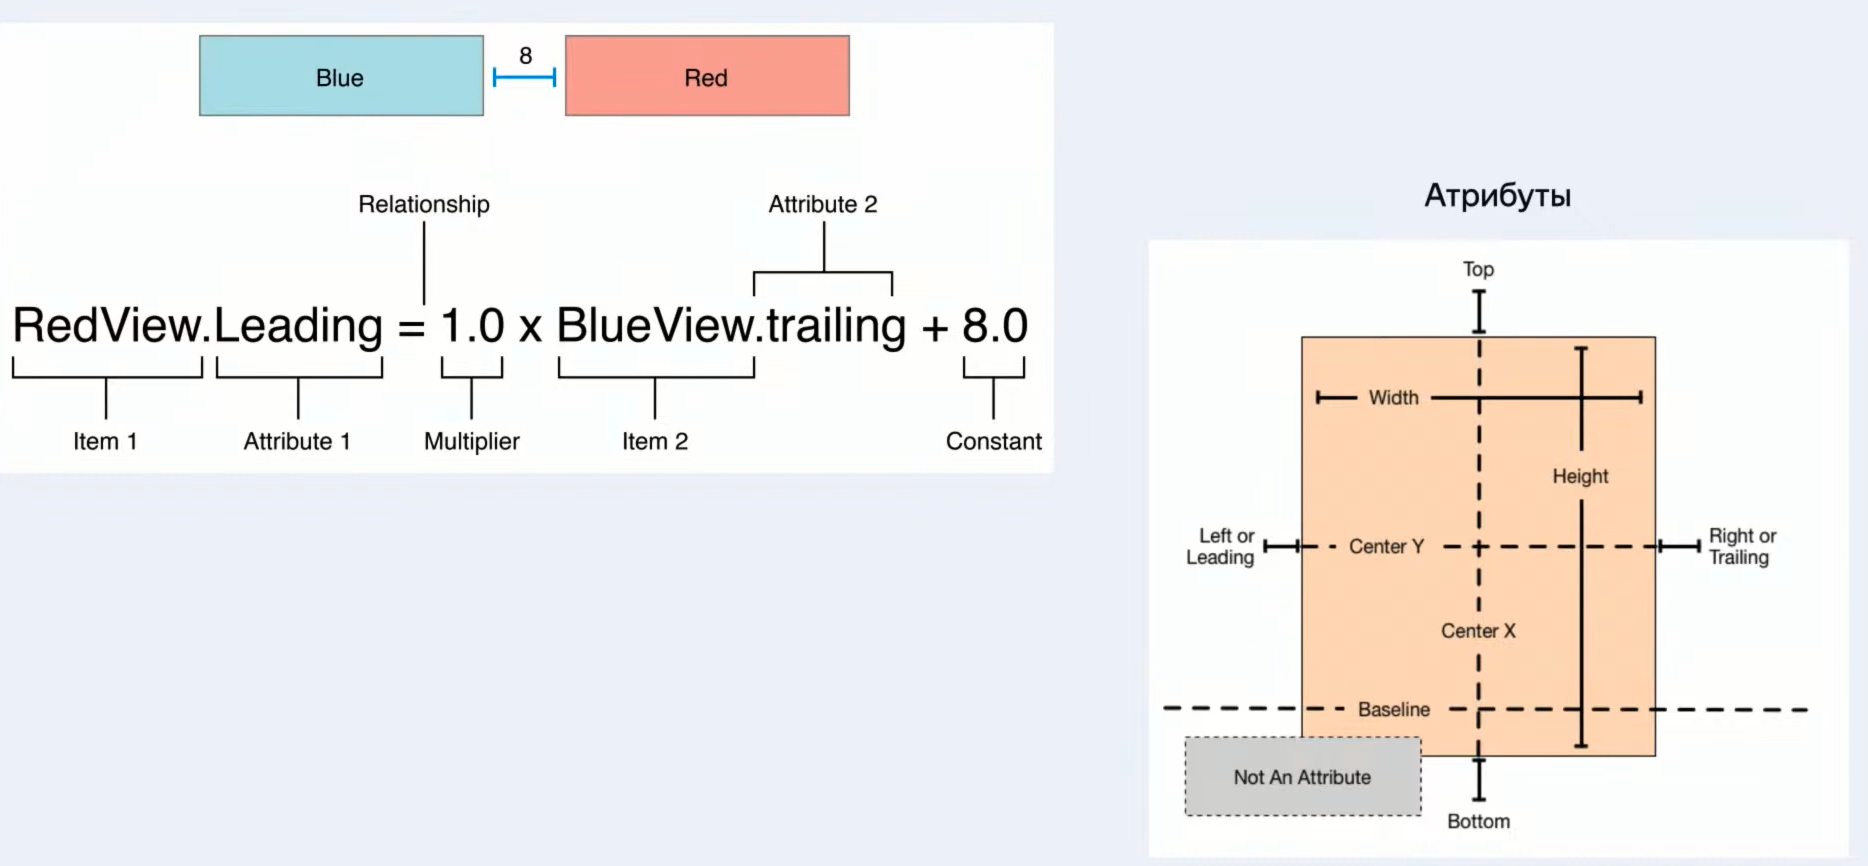 Blue
8
Red
Relationship
Attribute 2
RedView.Leading = 1.0 x BlueView.trailing + 8.0
Item 1
Attribute 1
Multiplier
Item 2
Constant
Атрибуты
Top
Width
Height
Left or
Leading
Center Y
Right or
Trailing
Center X
Baseline
Not An Attribute
Bottom